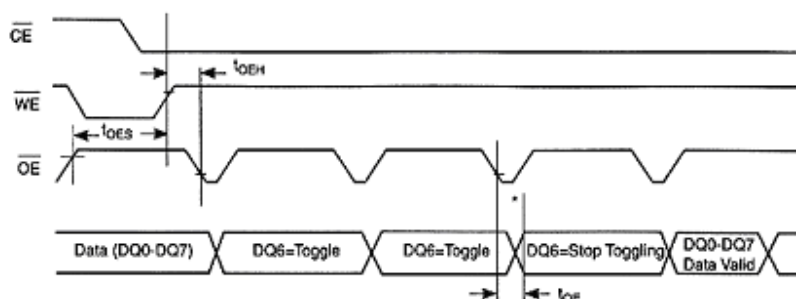 CE
tOEH
WE
tOES
OE
*
Data (DQ0-DQ7)
DQ6=Toggle
DQ6=Toggle
DQ6=Stop Toggling
DQ0-DQ7
Data Valid
tOE